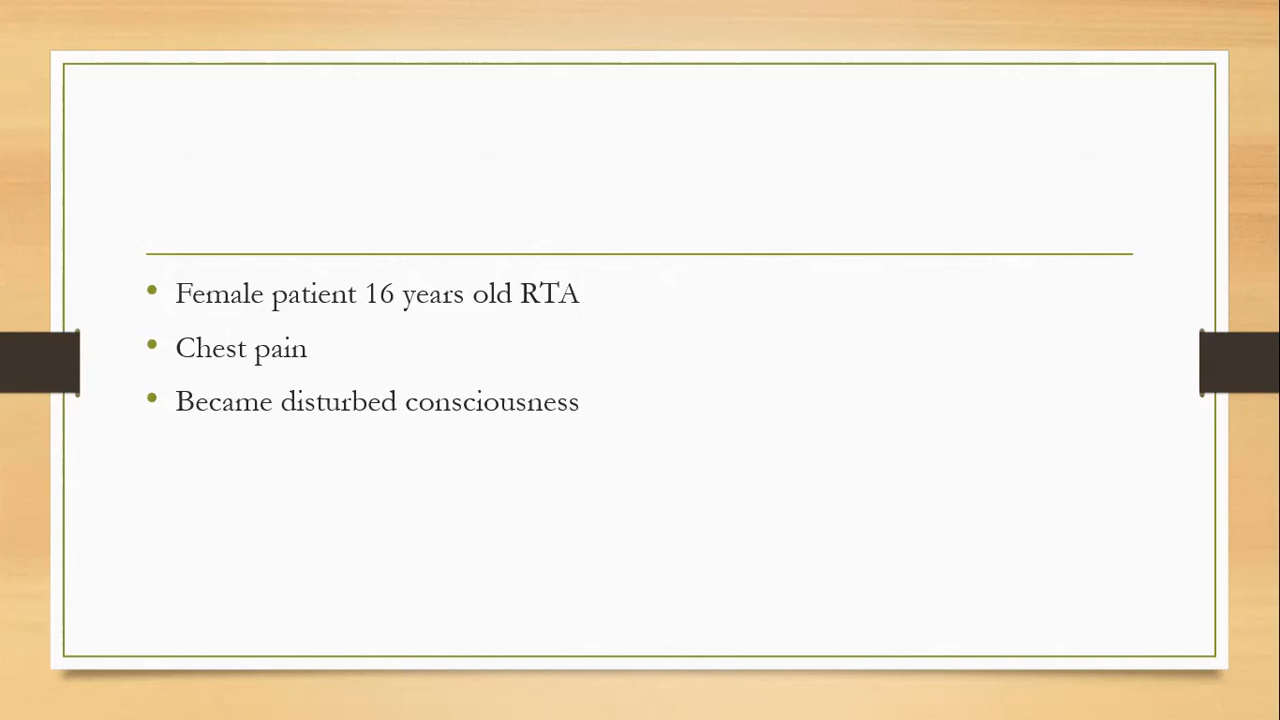 • Female patient 16 years old RTA
• Chest pain
• Became disturbed consciousness